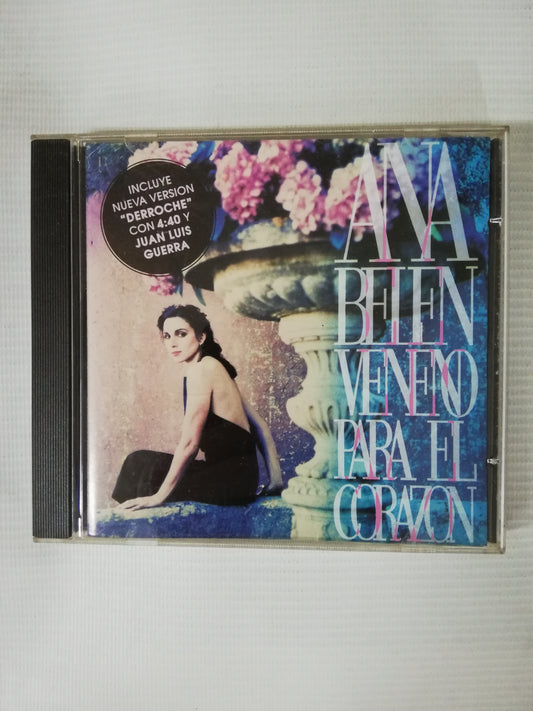 INCLUYE
NUEVA VERSION
"DERROCHE"
CON 4:40 Y
JUAN LUIS
GUERRA
ANA
BELEN
VENENO
PARA EL
CORAZON